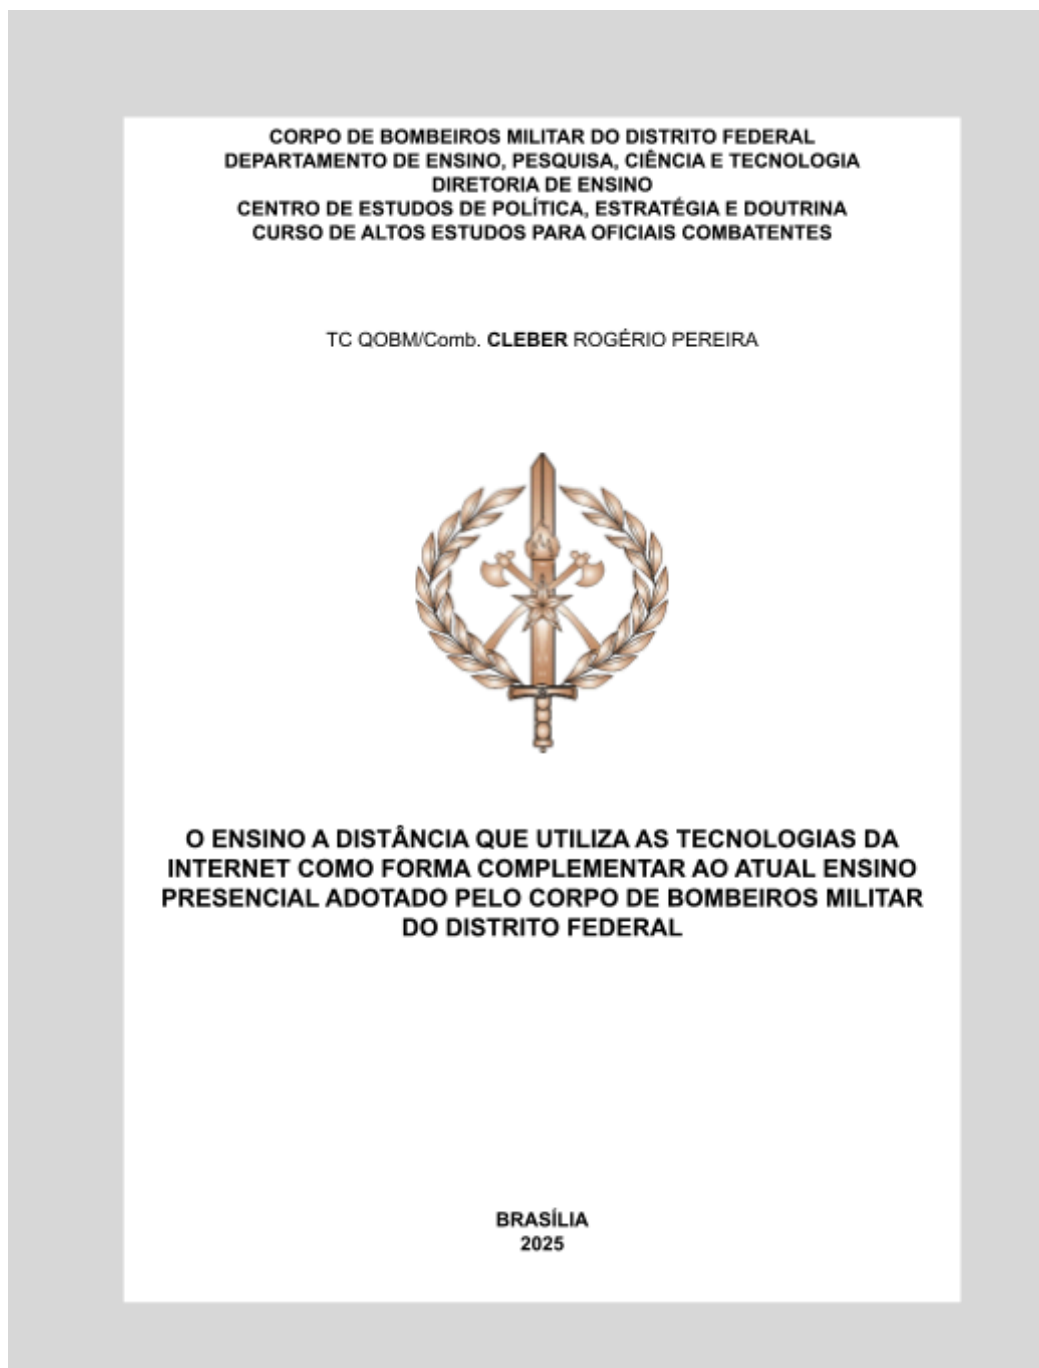 CORPO DE BOMBEIROS MILITAR DO DISTRITO FEDERAL
DEPARTAMENTO DE ENSINO, PESQUISA, CIÊNCIA E TECNOLOGIA
DIRETORIA DE ENSINO
CENTRO DE ESTUDOS DE POLÍTICA, ESTRATÉGIA E DOUTRINA
CURSO DE ALTOS ESTUDOS PARA OFICIAIS COMBATENTES
TC QOBM/Comb. CLEBER ROGÉRIO PEREIRA
O ENSINO A DISTÂNCIA QUE UTILIZA AS TECNOLOGIAS DA
INTERNET COMO FORMA COMPLEMENTAR AO ATUAL ENSINO
PRESENCIAL ADOTADO PELO CORPO DE BOMBEIROS MILITAR
DO DISTRITO FEDERAL
BRASÍLIA
2025